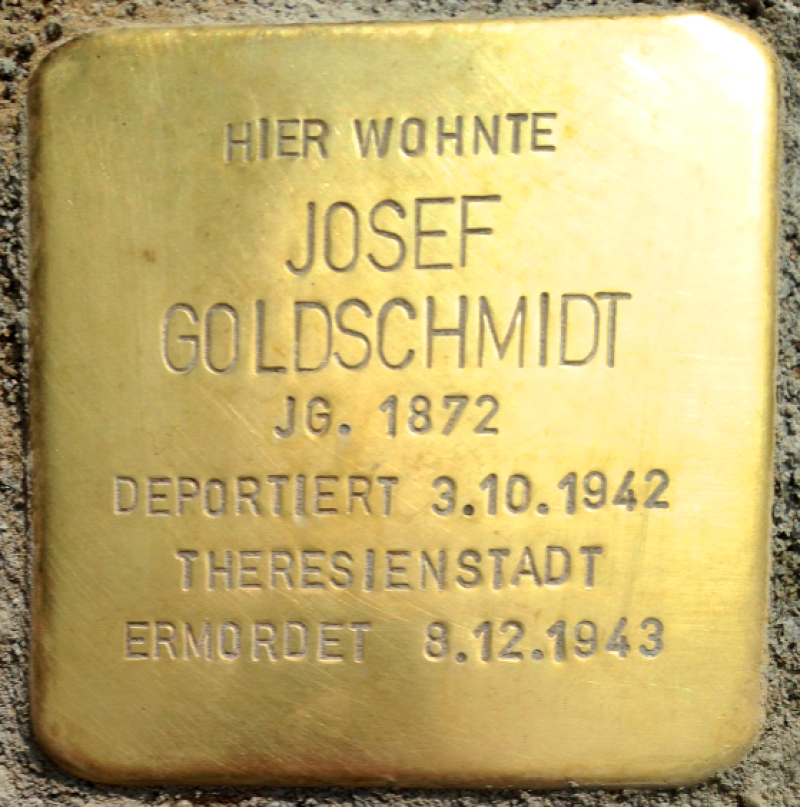 HIER WOHNTE
JOSEF
GOLDSCHMIDT
JG. 1872
DEPORTIERT 3.10.1942
THERESIENSTADT
ERMORDET 8.12.1943